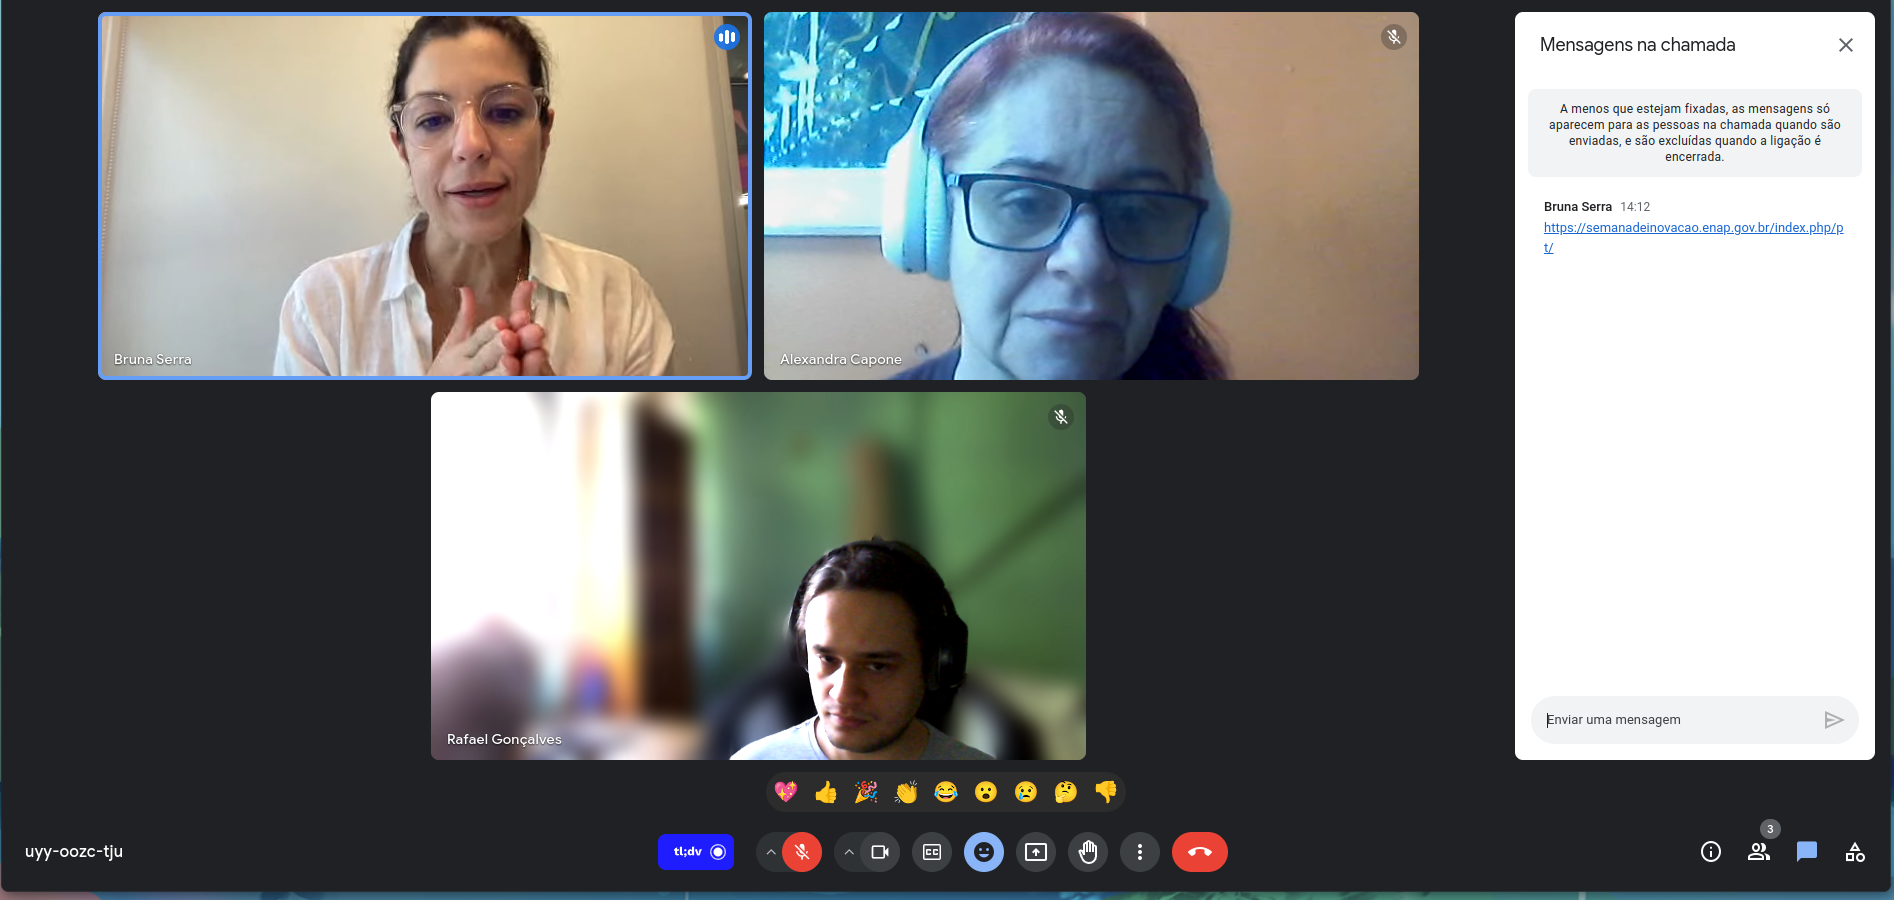 Bruna Serra
Alexandra Capone
Rafael Gonçalves
Mensagens na chamada
A menos que estejam fixadas, as mensagens só
aparecem para as pessoas na chamada quando são
enviadas, e são excluídas quando a ligação é
encerrada.
Bruna Serra 14:12
https://semanadeinovacao.enap.gov.br/index.php/p
t/
Enviar uma mensagem
uyy-oozc-tju
tl;dv
CC
3